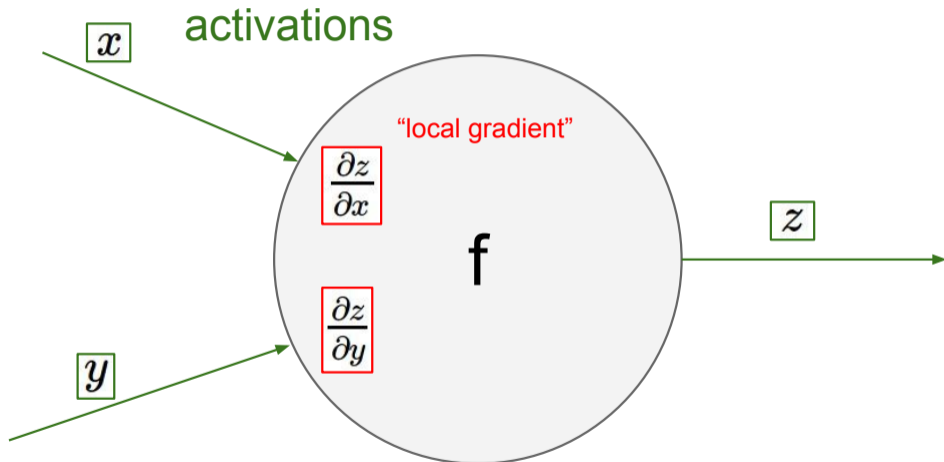 activations
x
“local gradient”
∂z/∂x
z
f
∂z/∂y
y